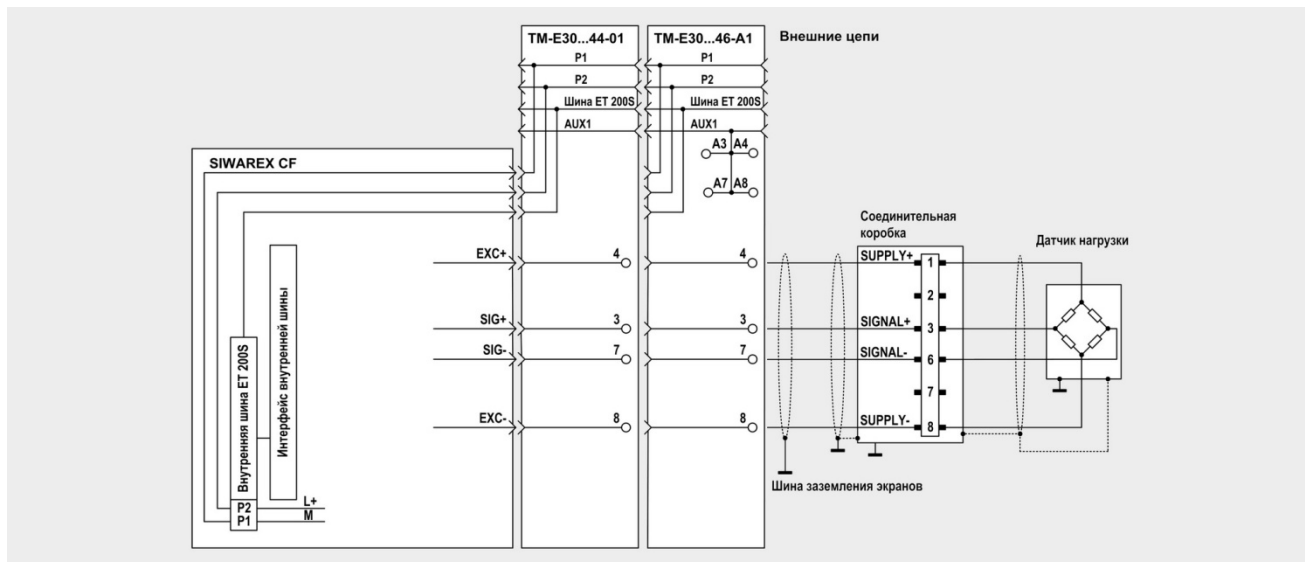 TM-E30...44-01
TM-E30...46-A1
Внешние цепи
P1
P1
P2
P2
Шина ET 200S
Шина ET 200S
AUX1
AUX1
A3 A4
A7 A8
SIWAREX CF
Соединительная
коробка
Датчик нагрузки
EXC+
4
4
SUPPLY+
1
2
SIG+
3
3
SIGNAL+
3
SIG-
7
7
SIGNAL-
6
7
EXC-
8
8
SUPPLY-
8
Внутренняя шина ET 200S
Интерфейс внутренней шины
Шина заземления экранов
P2
L+
P1
M